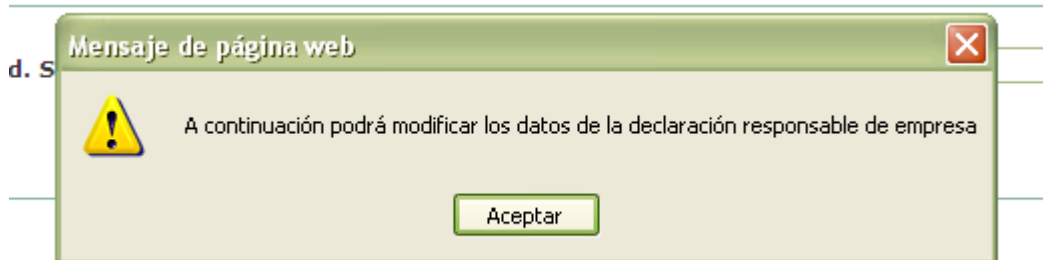 Mensaje de página web
d. S
A continuación podrá modificar los datos de la declaración responsable de empresa
Aceptar